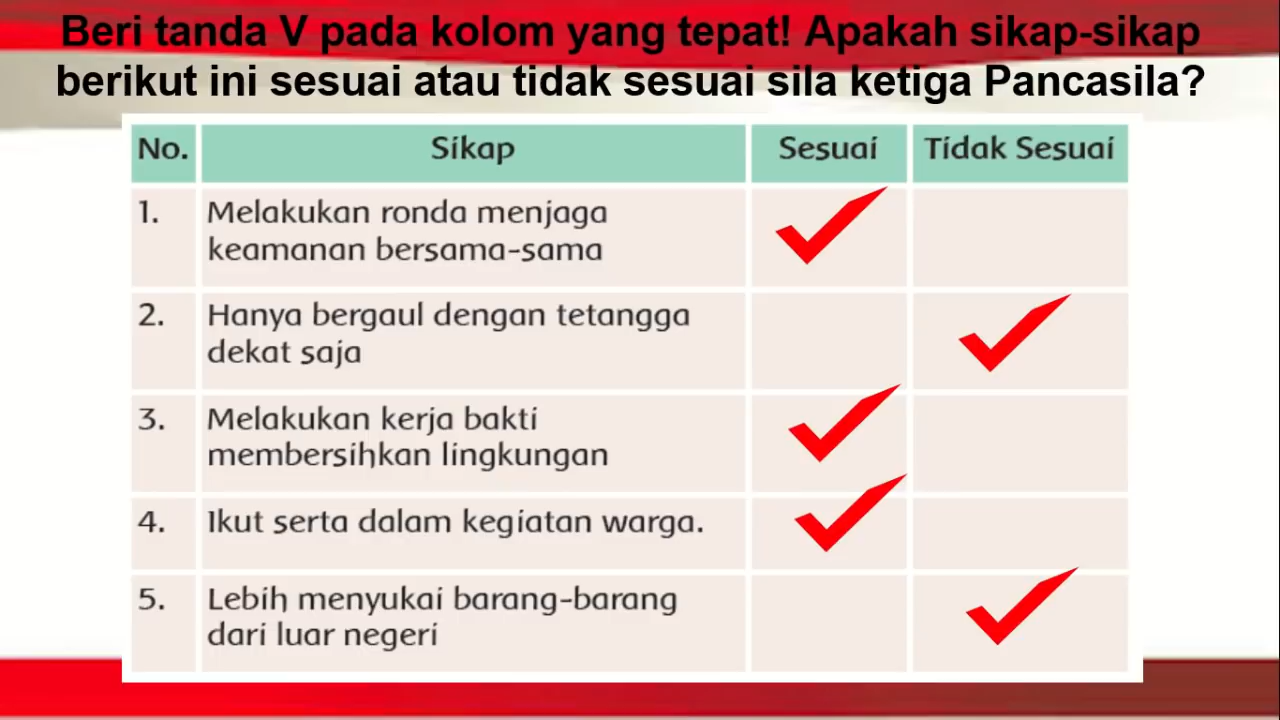 Beri tanda V pada kolom yang tepat! Apakah sikap-sikap
berikut ini sesuai atau tidak sesuai sila ketiga Pancasila?
No. Sikap Sesuai Tidak Sesuai
1. Melakukan ronda menjaga
keamanan bersama-sama
2. Hanya bergaul dengan tetangga
dekat saja
3. Melakukan kerja bakti
membersihkan lingkungan
4. Ikut serta dalam kegiatan warga.
5. Lebih menyukai barang-barang
dari luar negeri